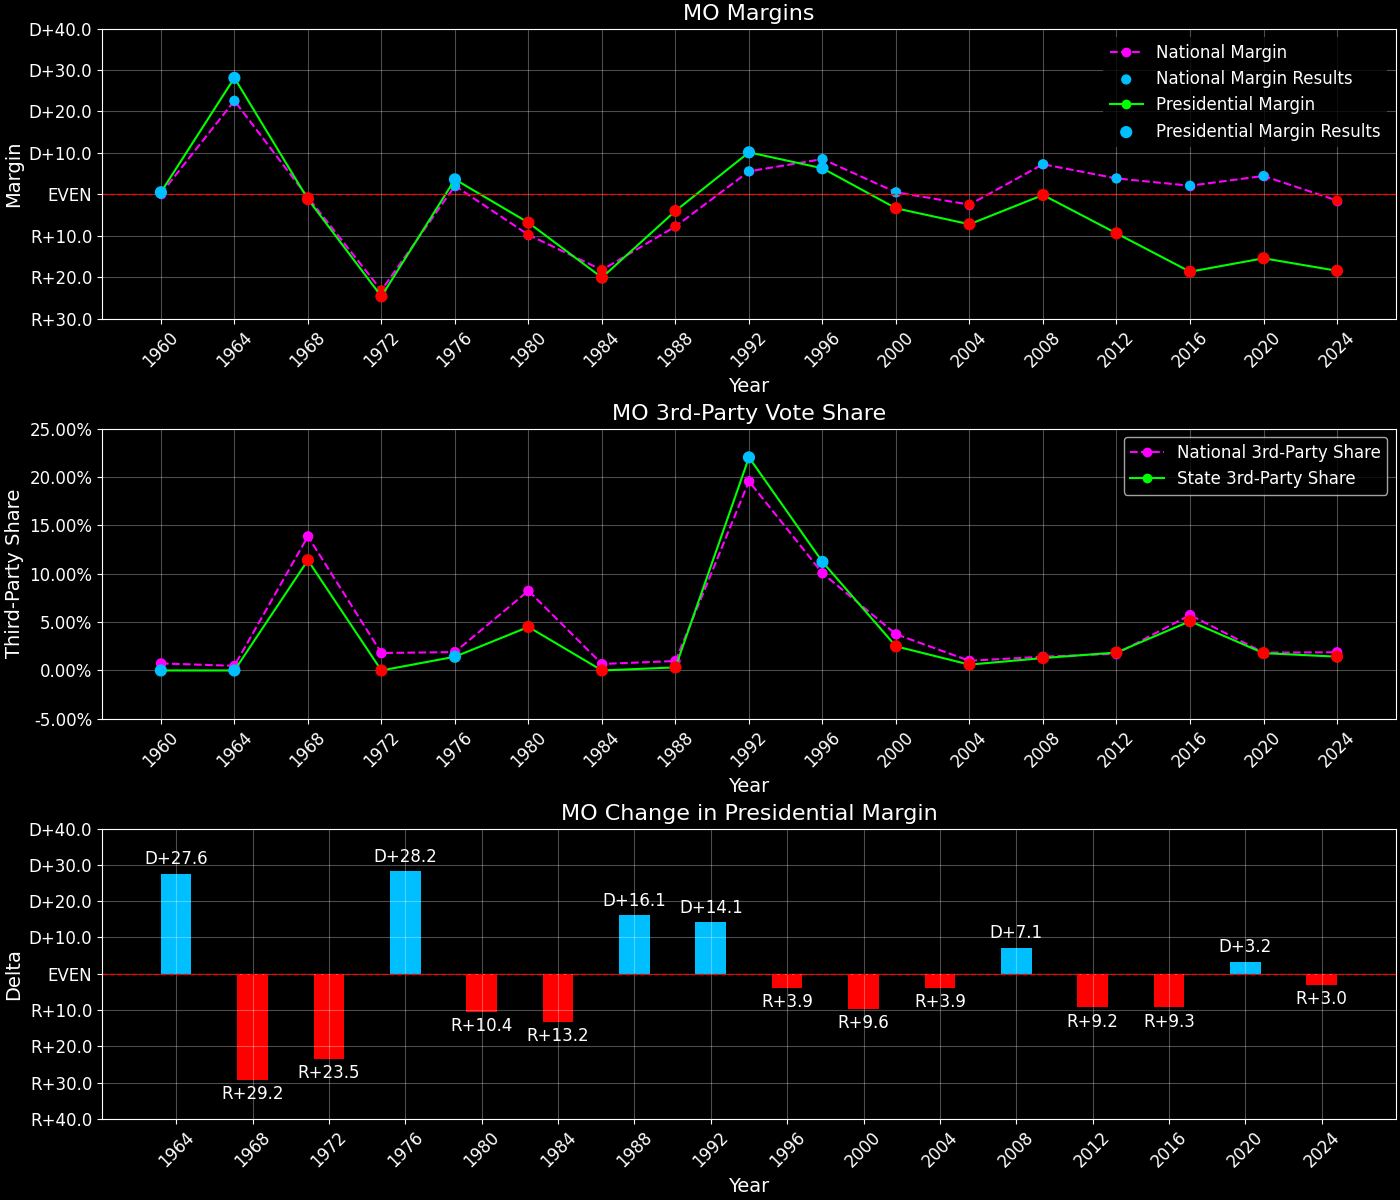 MO Margins
D+40.0
D+30.0
D+20.0
D+10.0
EVEN
R+10.0
R+20.0
R+30.0
Margin
National Margin
National Margin Results
Presidential Margin
Presidential Margin Results
1960 1964 1968 1972 1976 1980 1984 1988 1992 1996 2000 2004 2008 2012 2016 2020 2024
Year
MO 3rd-Party Vote Share
25.00%
20.00%
15.00%
10.00%
5.00%
0.00%
-5.00%
Third-Party Share
National 3rd-Party Share
State 3rd-Party Share
1960 1964 1968 1972 1976 1980 1984 1988 1992 1996 2000 2004 2008 2012 2016 2020 2024
Year
MO Change in Presidential Margin
D+40.0
D+30.0
D+20.0
D+10.0
EVEN
R+10.0
R+20.0
R+30.0
R+40.0
Delta
D+27.6
R+29.2
R+23.5
D+28.2
R+10.4
R+13.2
D+16.1
D+14.1
R+3.9
R+9.6
R+3.9
D+7.1
R+9.2
R+9.3
D+3.2
R+3.0
1964 1968 1972 1976 1980 1984 1988 1992 1996 2000 2004 2008 2012 2016 2020 2024
Year